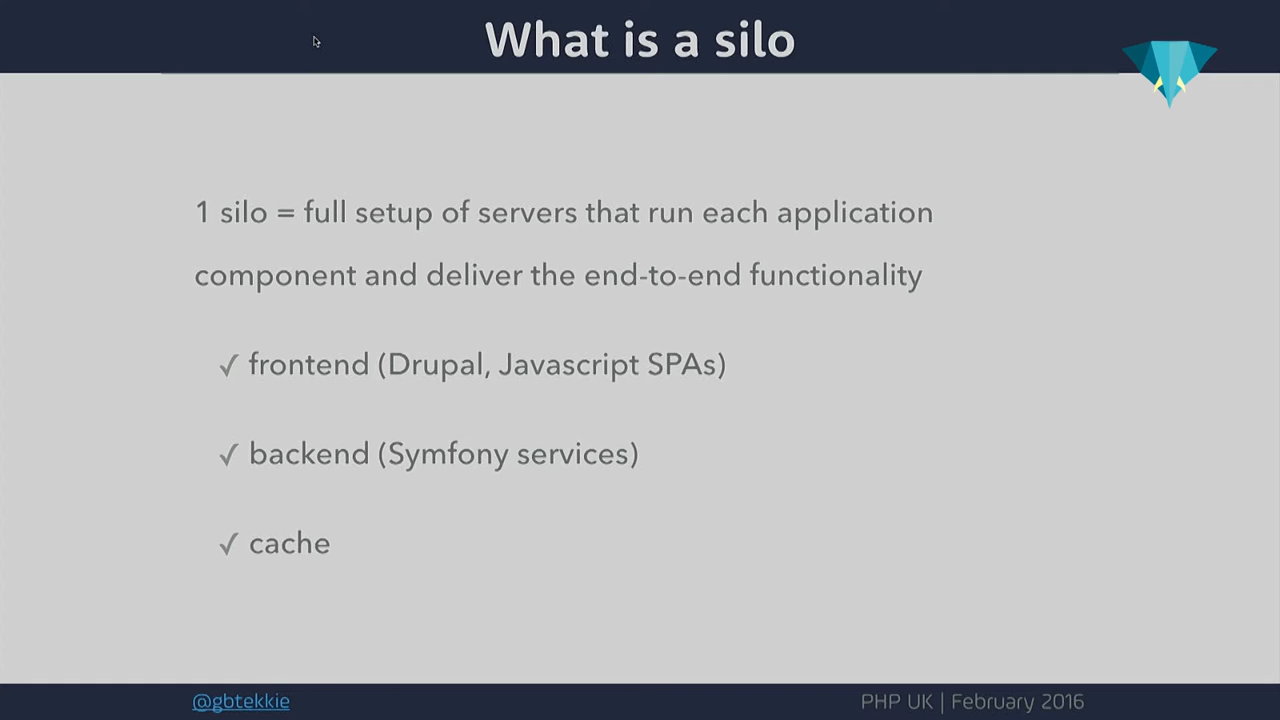 What is a silo
1 silo = full setup of servers that run each application
component and deliver the end-to-end functionality
✓ frontend (Drupal, Javascript SPAs)
✓ backend (Symfony services)
✓ cache
@gbtekkie
PHP UK | February 2016